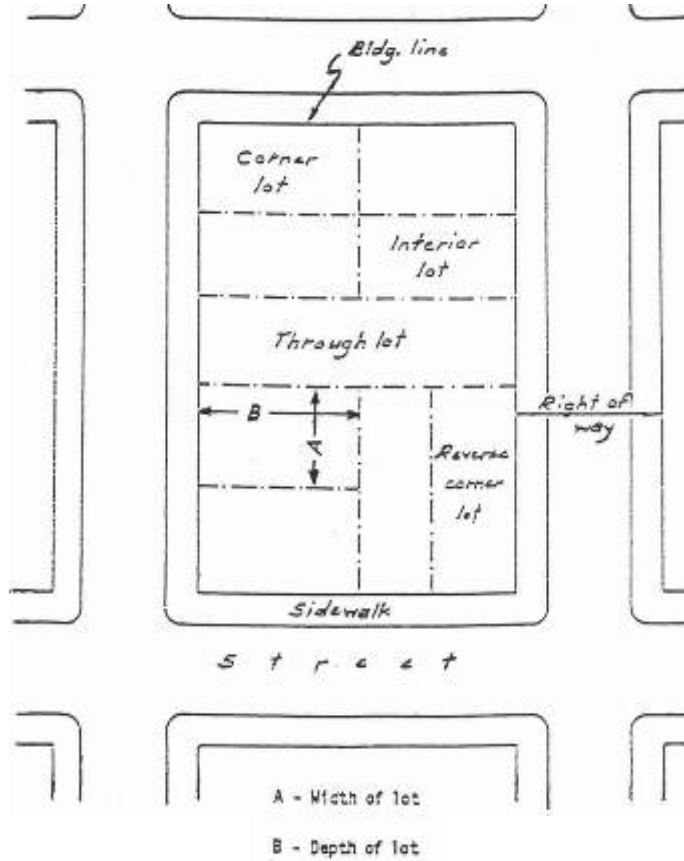 Bldg. line
Corner
lot
Interior
lot
Through lot
B
A
Right of
way
Reverse
corner
lot
Sidewalk
S t r e e t
A - Width of lot
B - Depth of lot